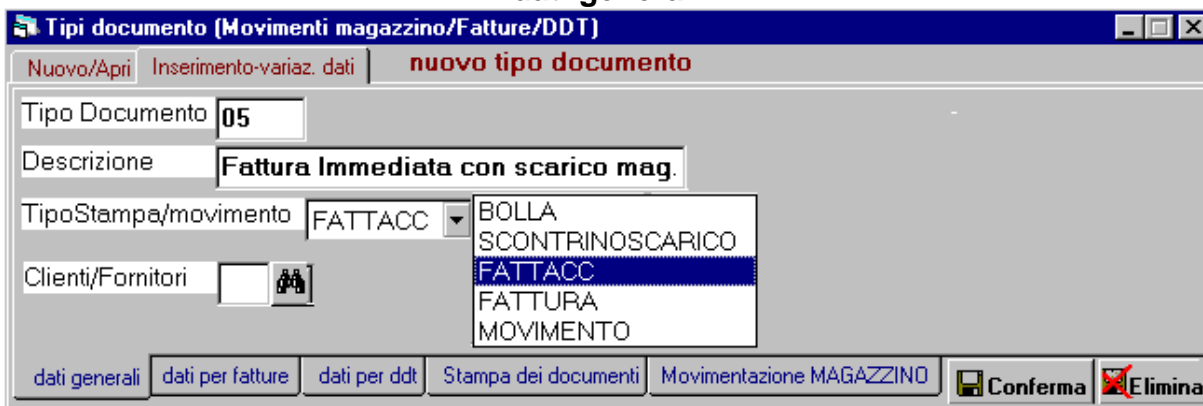 Tipi documento (Movimenti magazzino/Fatture/DDT)
Nuovo/Apri Inserimento-variaz. dati nuovo tipo documento
Tipo Documento 05
Descrizione Fattura Immediata con scarico mag.
TipoStampa/movimento FATTACC
BOLLA
SCONTRINOSCARICO
FATTACC
FATTURA
MOVIMENTO
Clienti/Fornitori
dati generali dati per fatture dati per ddt Stampa dei documenti Movimentazione MAGAZZINO Conferma Elimina